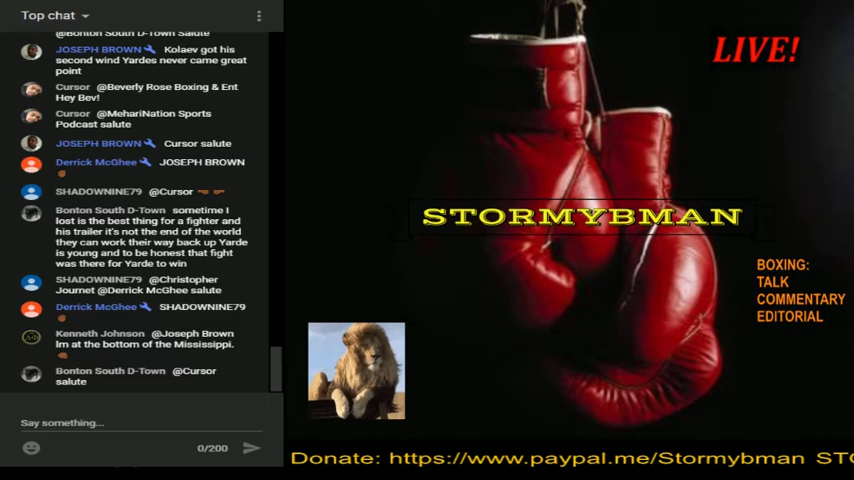 Top chat
@Bonton South D-Town Salute
JOSEPH BROWN Kolaev got his
second wind Yardes never came great
point
Cursor @Beverly Rose Boxing & Ent
Hey Bev!
Cursor @MehariNation Sports
Podcast salute
JOSEPH BROWN Cursor salute
Derrick McGhee JOSEPH BROWN
SHADOWNINE79 @Cursor
Bonton South D-Town sometime I
lost is the best thing for a fighter and
his trailer it's not the end of the world
they can work their way back up Yarde
is young and to be honest that fight
was there for Yarde to win
SHADOWNINE79 @Christopher
Journet @Derrick McGhee salute
Derrick McGhee SHADOWNINE79
Kenneth Johnson @Joseph Brown
Im at the bottom of the Mississippi.
Bonton South D-Town @Cursor
salute
Say something...
0/200
LIVE!
STORMYBMAN
BOXING:
TALK
COMMENTARY
EDITORIAL
Donate: https://www.paypal.me/Stormybman STO